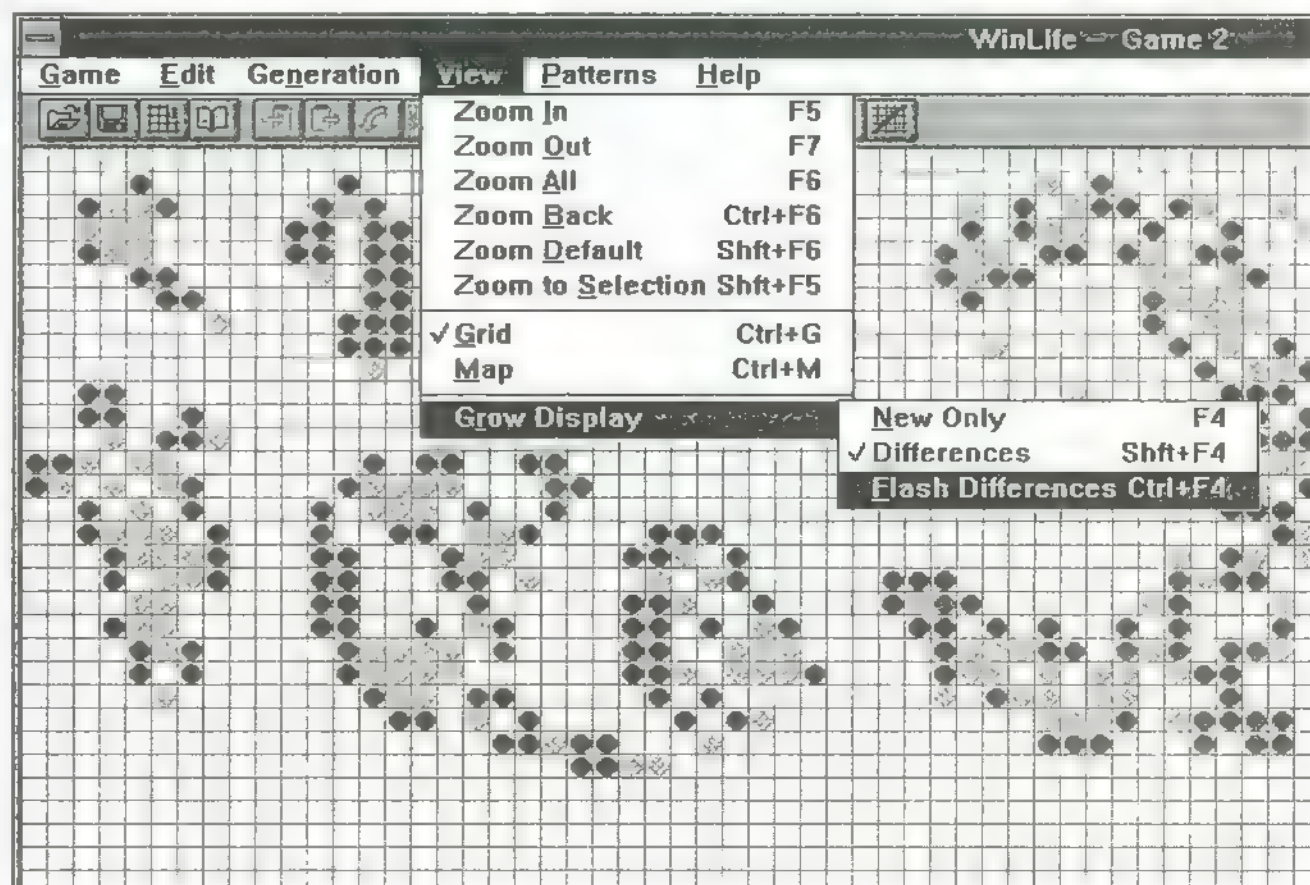 WinLife - Game 2
Game Edit Generation View Patterns Help
Zoom In F5
Zoom Out F7
Zoom All F6
Zoom Back Ctrl+F6
Zoom Default Shft+F6
Zoom to Selection Shft+F5
✓ Grid Ctrl+G
Map Ctrl+M
Grow Display
New Only F4
✓ Differences Shft+F4
Flash Differences Ctrl+F4